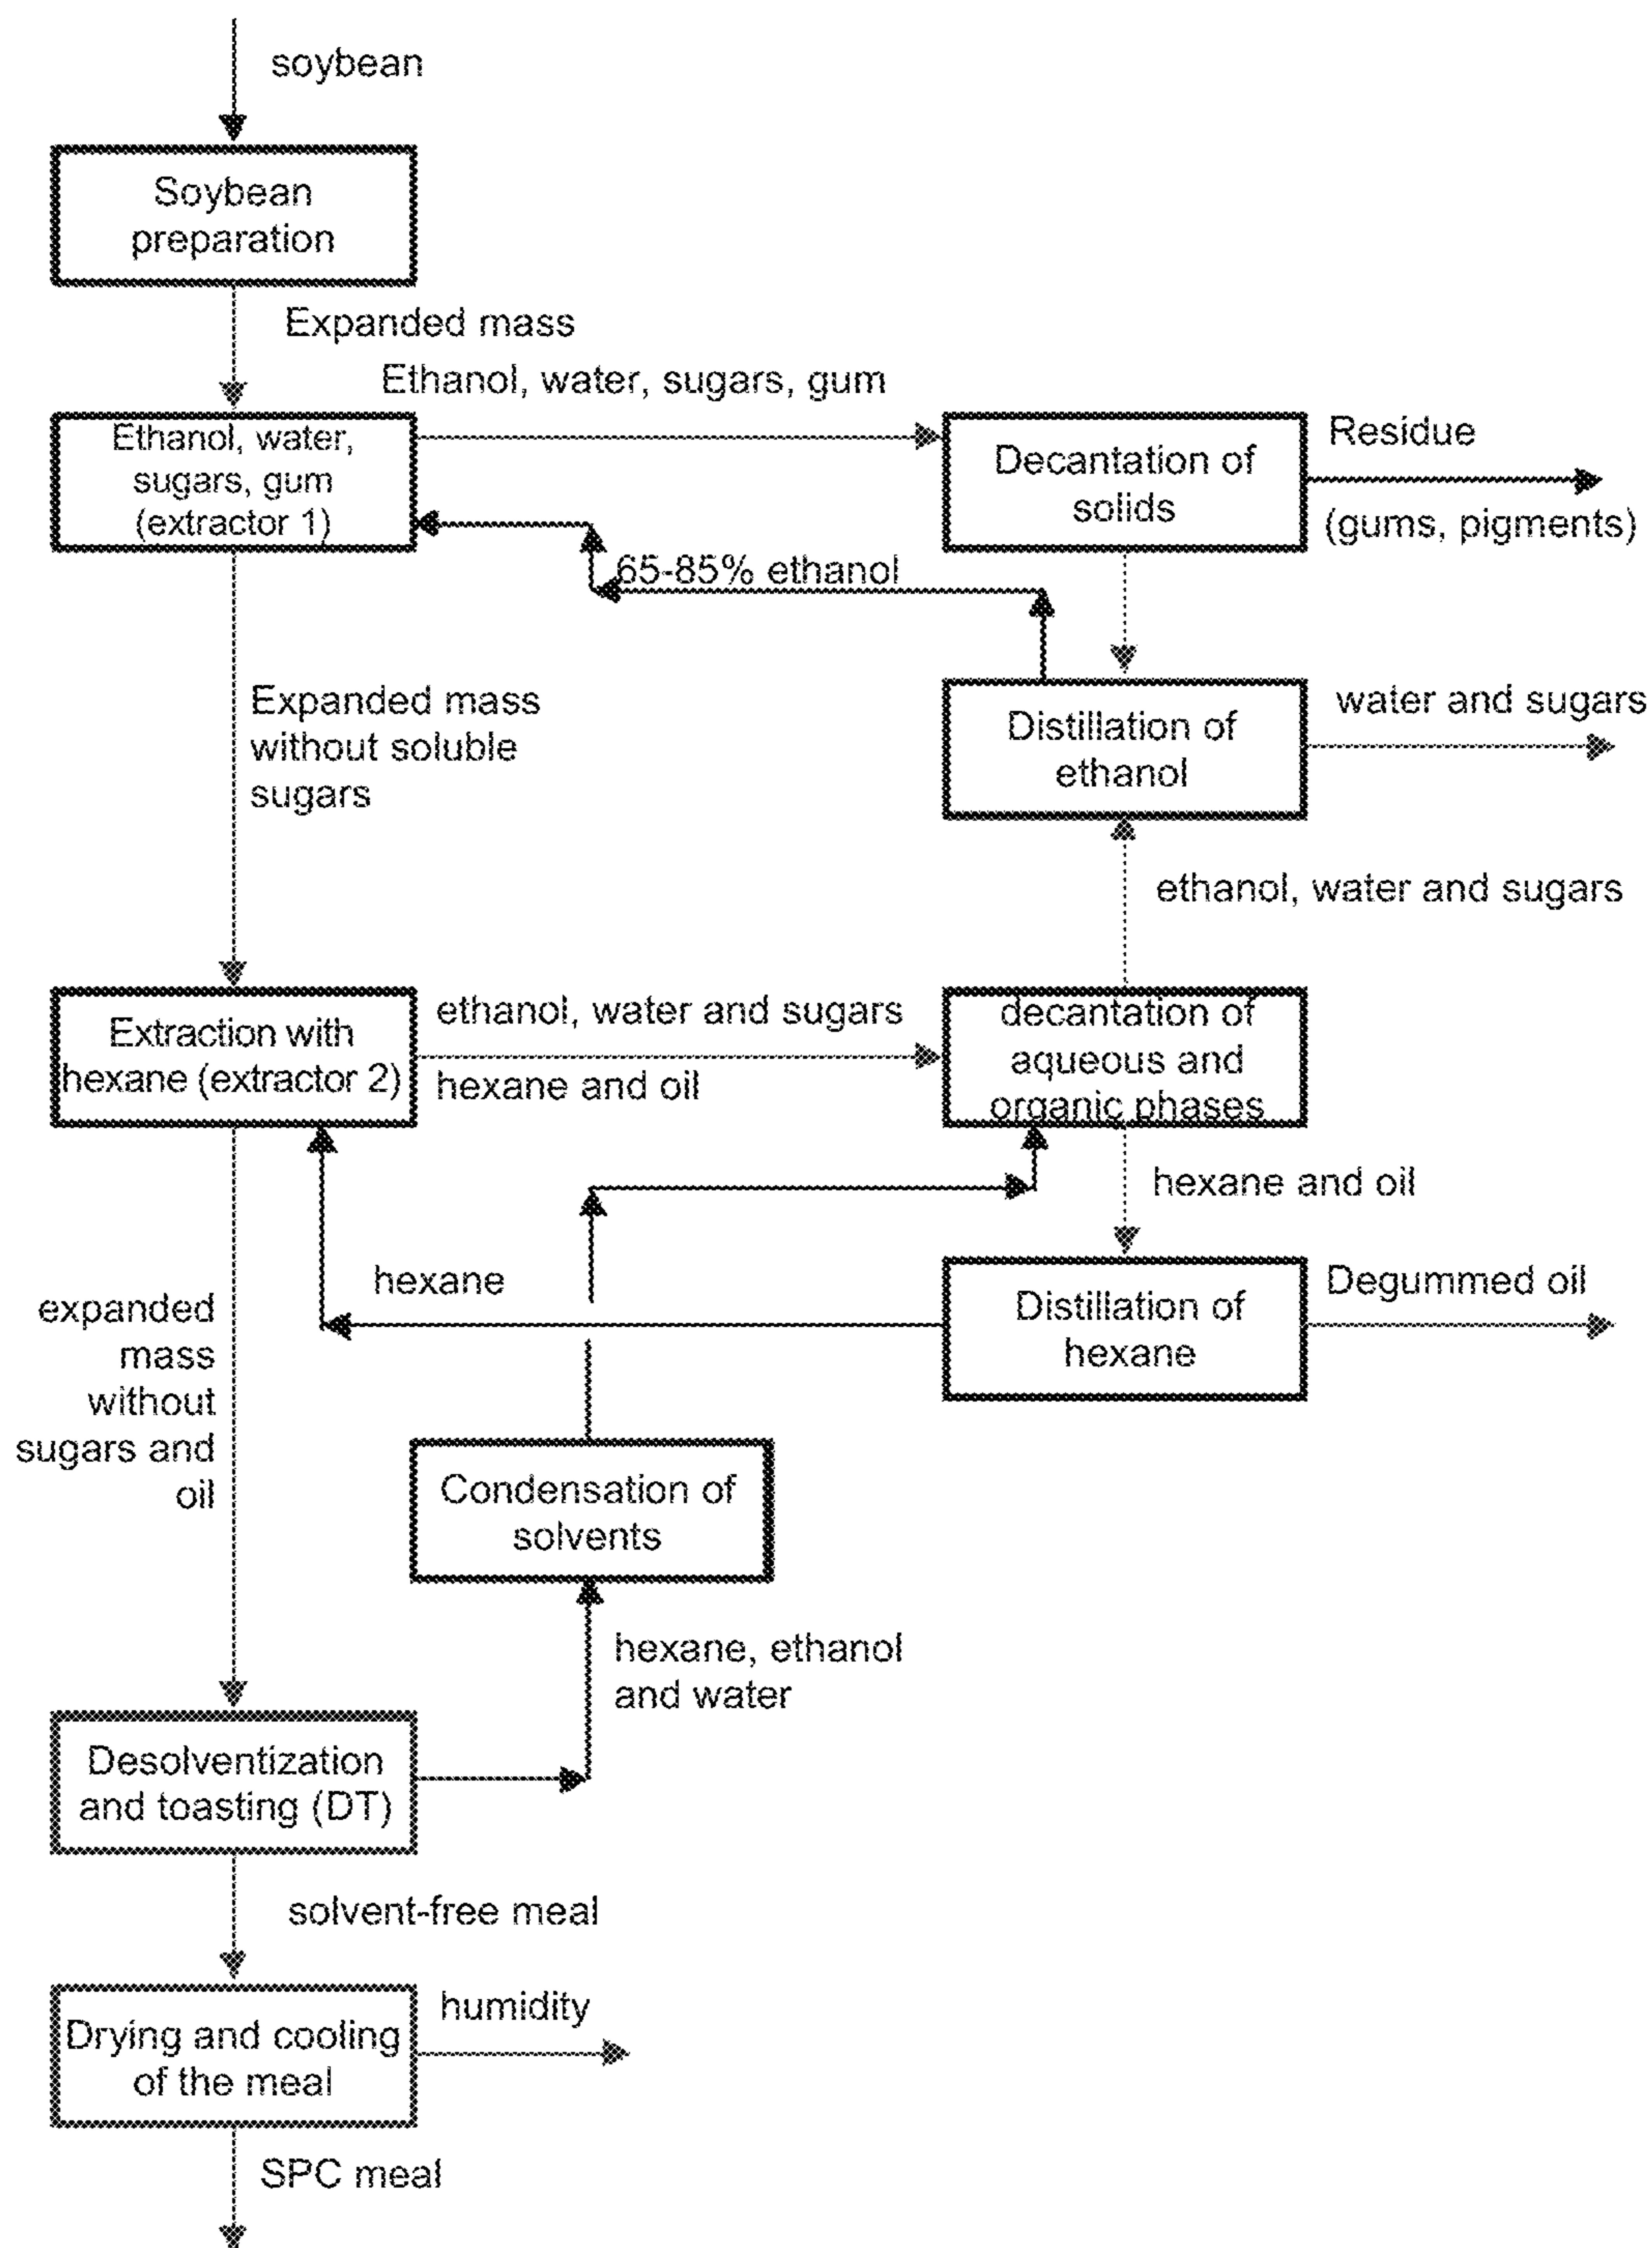 soybean
Soybean
preparation
Expanded mass
Ethanol, water, sugars, gum
Ethanol, water,
sugars, gum
(extractor 1)
Decantation of
solids
Residue
(gums, pigments)
65-85% ethanol
Expanded mass
without soluble
sugars
Distillation of
ethanol
water and sugars
ethanol, water and sugars
Extraction with
hexane (extractor 2)
ethanol, water and sugars
hexane and oil
decantation of
aqueous and
organic phases
hexane and oil
hexane
Distillation of
hexane
Degummed oil
expanded
mass
without
sugars and
oil
Condensation of
solvents
hexane, ethanol
and water
Desolventization
and toasting (DT)
solvent-free meal
Drying and cooling
of the meal
humidity
SPC meal